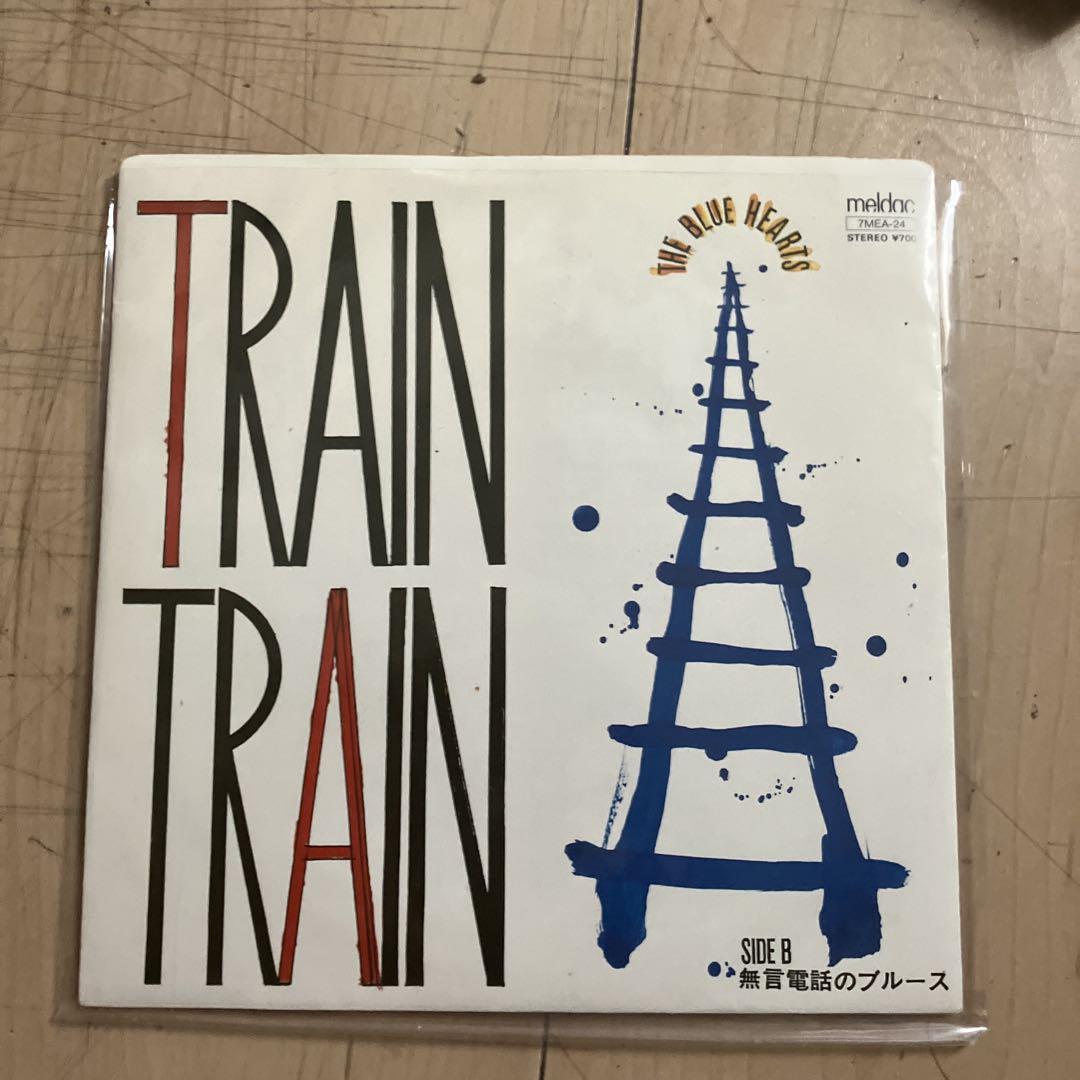 TRAIN
TRAIN
THE BLUE HEARTS
meldac
7MEA-24
STEREO ¥700
SIDE B
無言電話のブルース